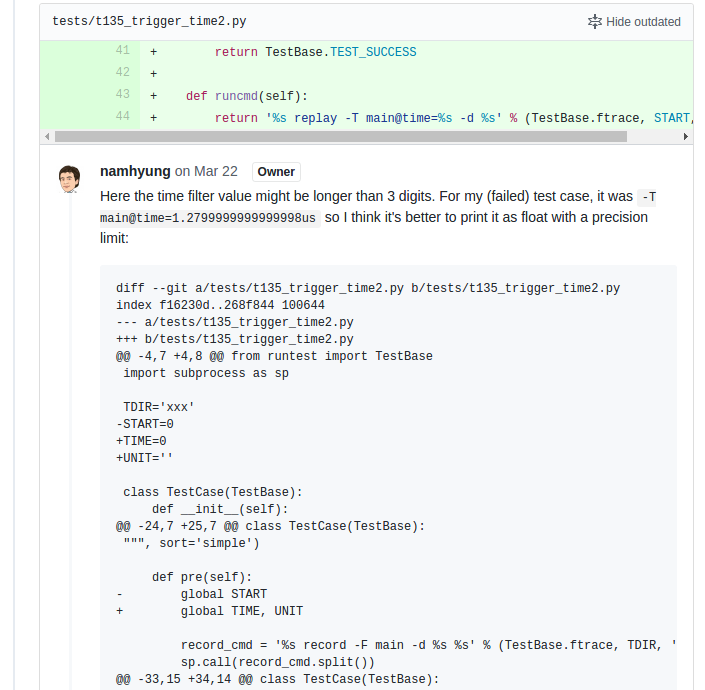 tests/t135_trigger_time2.py Hide outdated
41 + return TestBase.TEST_SUCCESS
42 +
43 + def runcmd(self):
44 + return '%s replay -T main@time=%s -d %s' % (TestBase.ftrace, START,
namhyung on Mar 22 Owner
Here the time filter value might be longer than 3 digits. For my (failed) test case, it was -T
main@time=1.2799999999999998us so I think it's better to print it as float with a precision
limit:
diff --git a/tests/t135_trigger_time2.py b/tests/t135_trigger_time2.py
index f16230d..268f844 100644
--- a/tests/t135_trigger_time2.py
+++ b/tests/t135_trigger_time2.py
@@ -4,7 +4,8 @@ from runtest import TestBase
 import subprocess as sp
 TDIR='xxx'
-START=0
+TIME=0
+UNIT=''
 class TestCase(TestBase):
     def __init__(self):
@@ -24,7 +25,7 @@ class TestCase(TestBase):
 """, sort='simple')
     def pre(self):
-        global START
+        global TIME, UNIT
         record_cmd = '%s record -F main -d %s %s' % (TestBase.ftrace, TDIR, '
         sp.call(record_cmd.split())
@@ -33,15 +34,14 @@ class TestCase(TestBase):